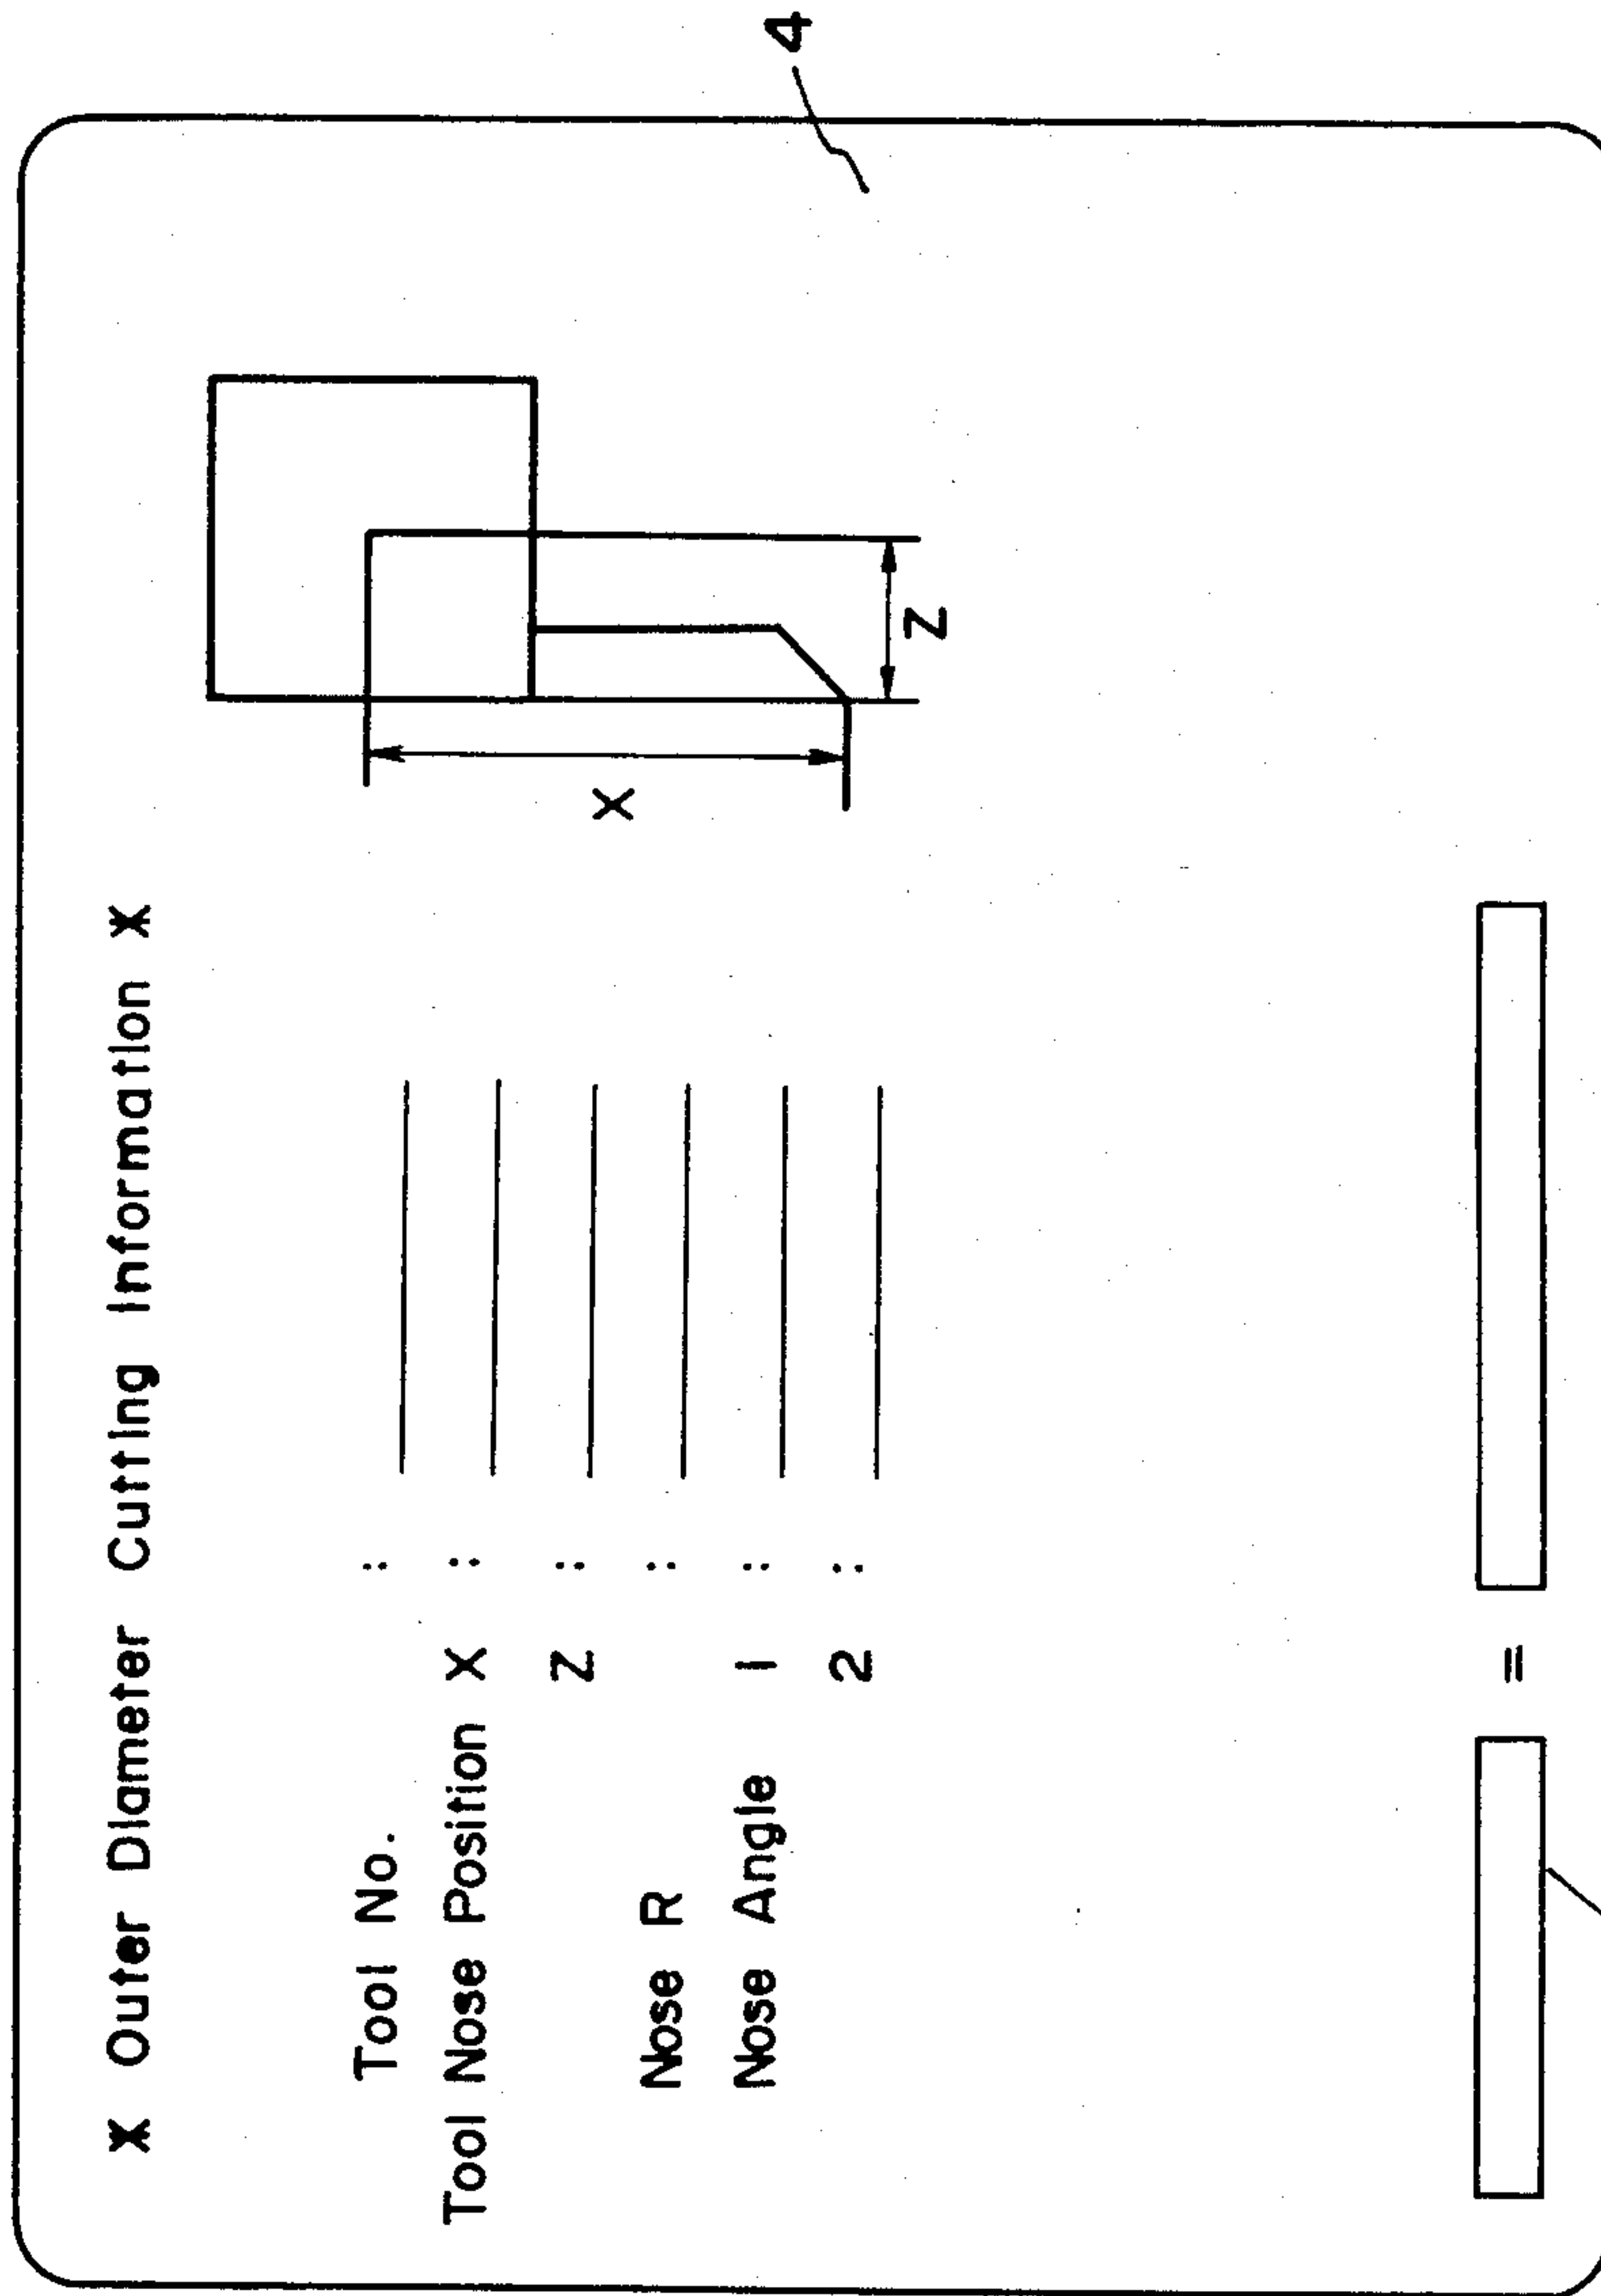 * Outer Diameter Cutting Information *
Tool No. :
Tool Nose Position X :
Z :
Nose R :
Nose Angle 1 :
2 :
=
X
Z
4